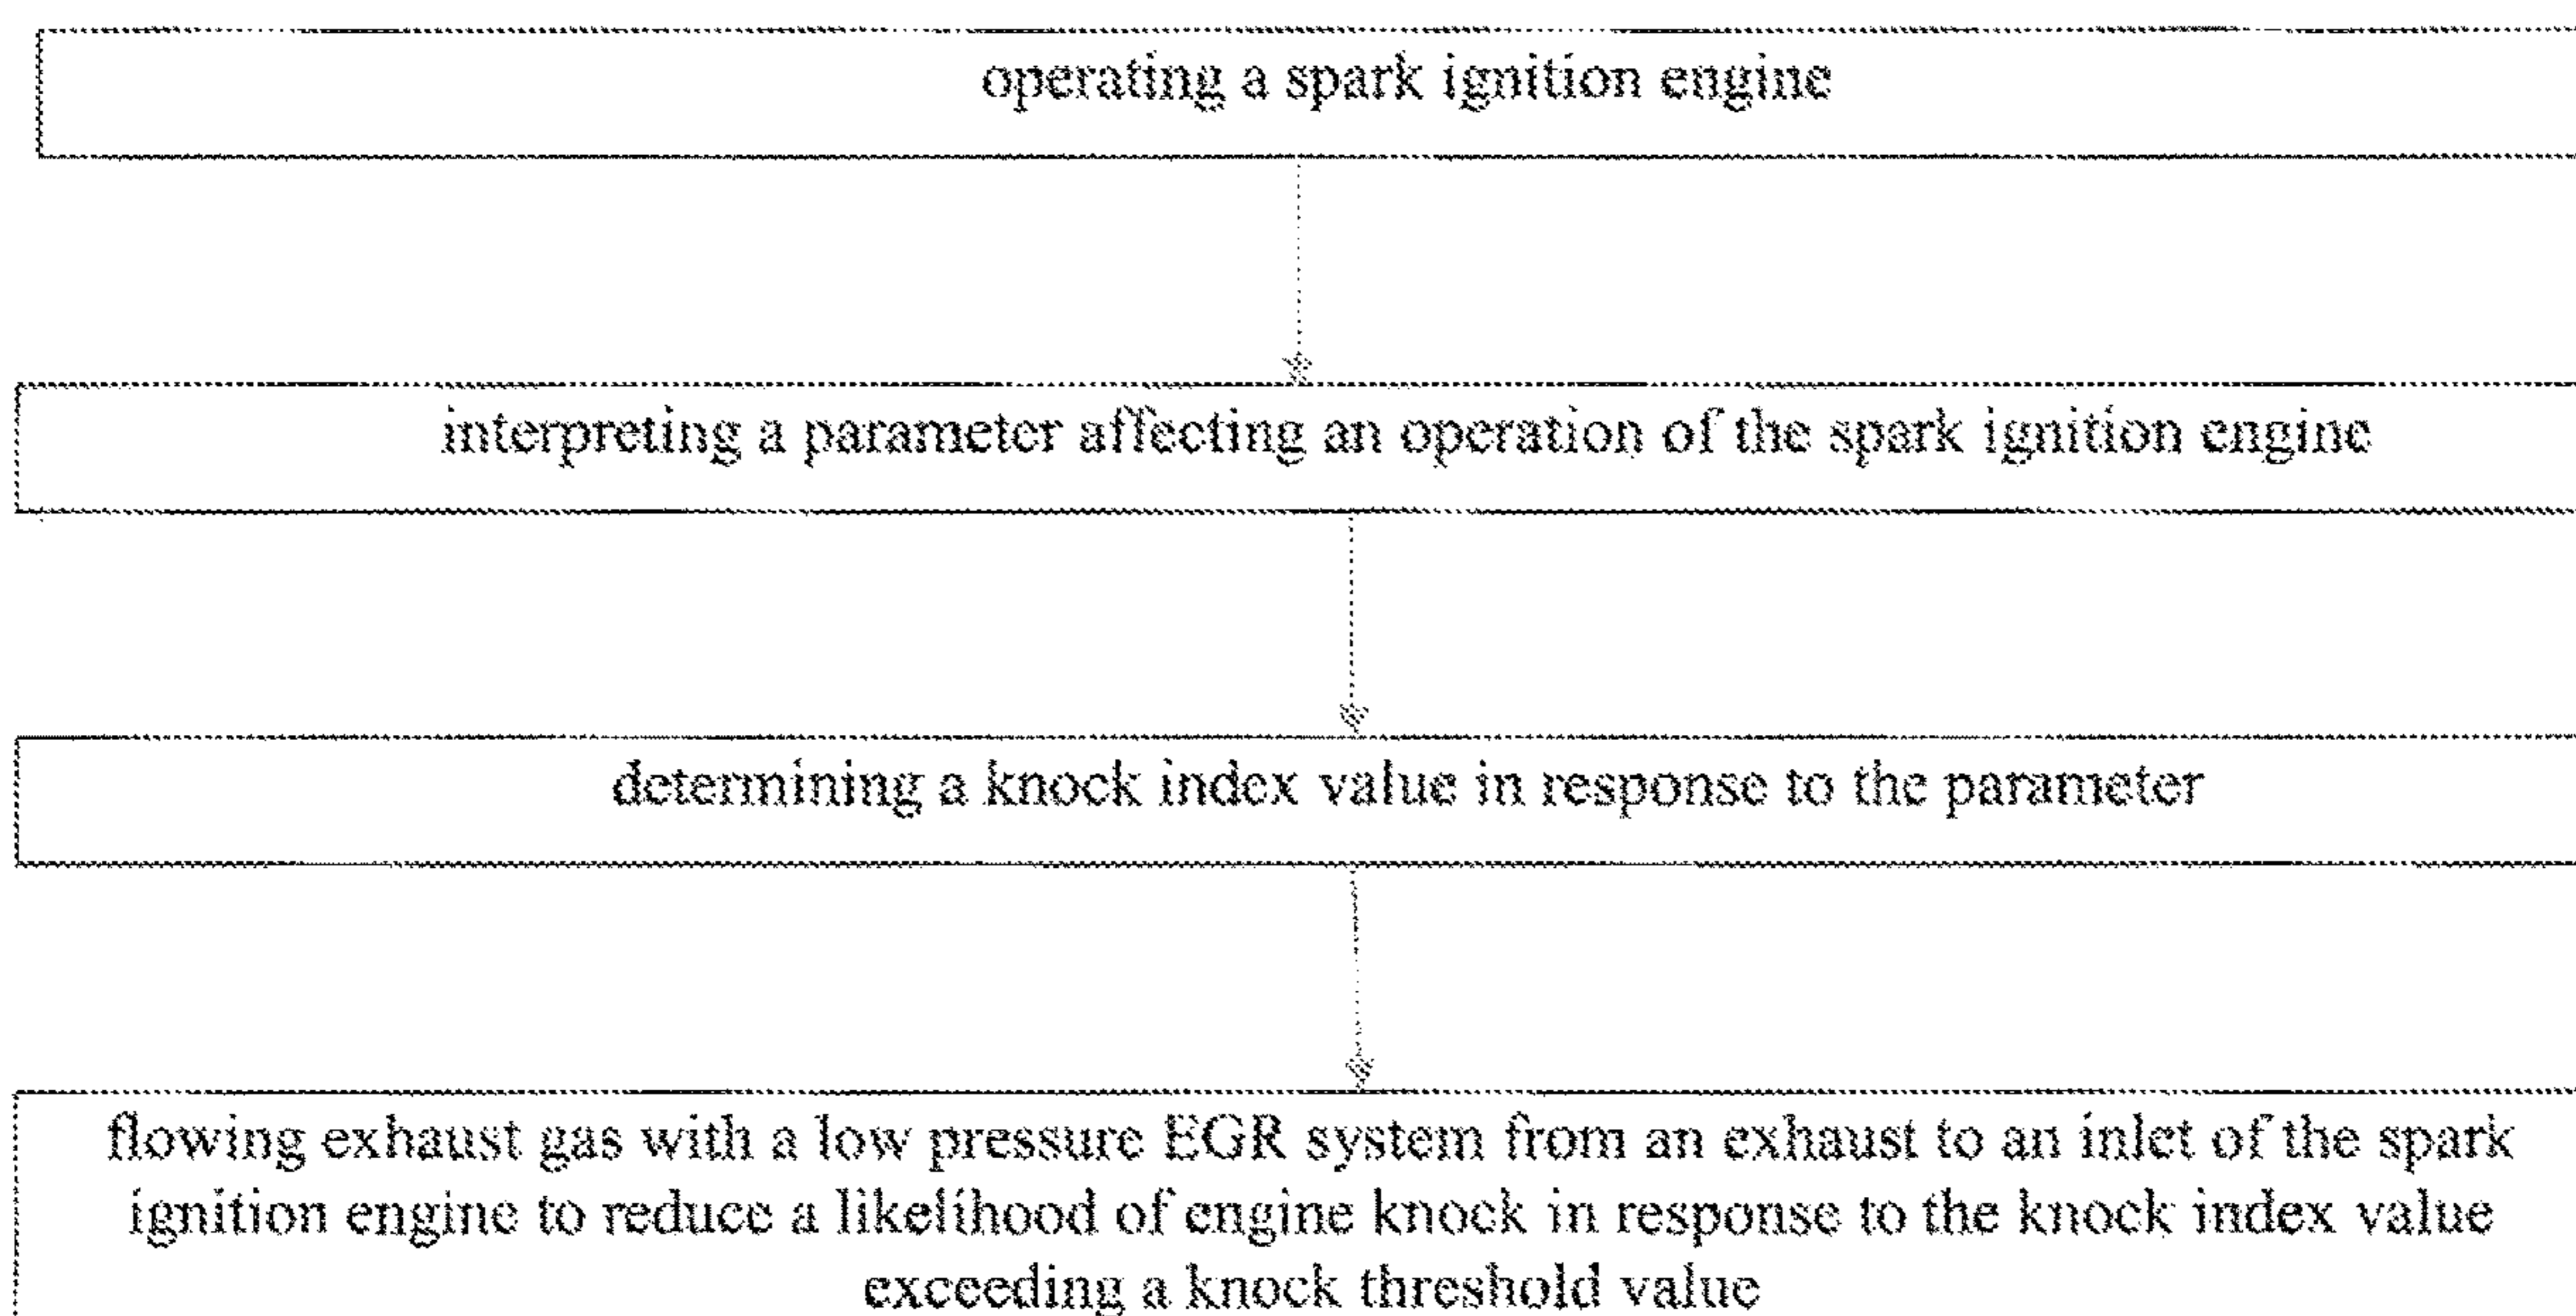 operating a spark ignition engine
interpreting a parameter affecting an operation of the spark ignition engine
determining a knock index value in response to the parameter
flowing exhaust gas with a low pressure EGR system from an exhaust to an inlet of the spark
ignition engine to reduce a likelihood of engine knock in response to the knock index value
exceeding a knock threshold value